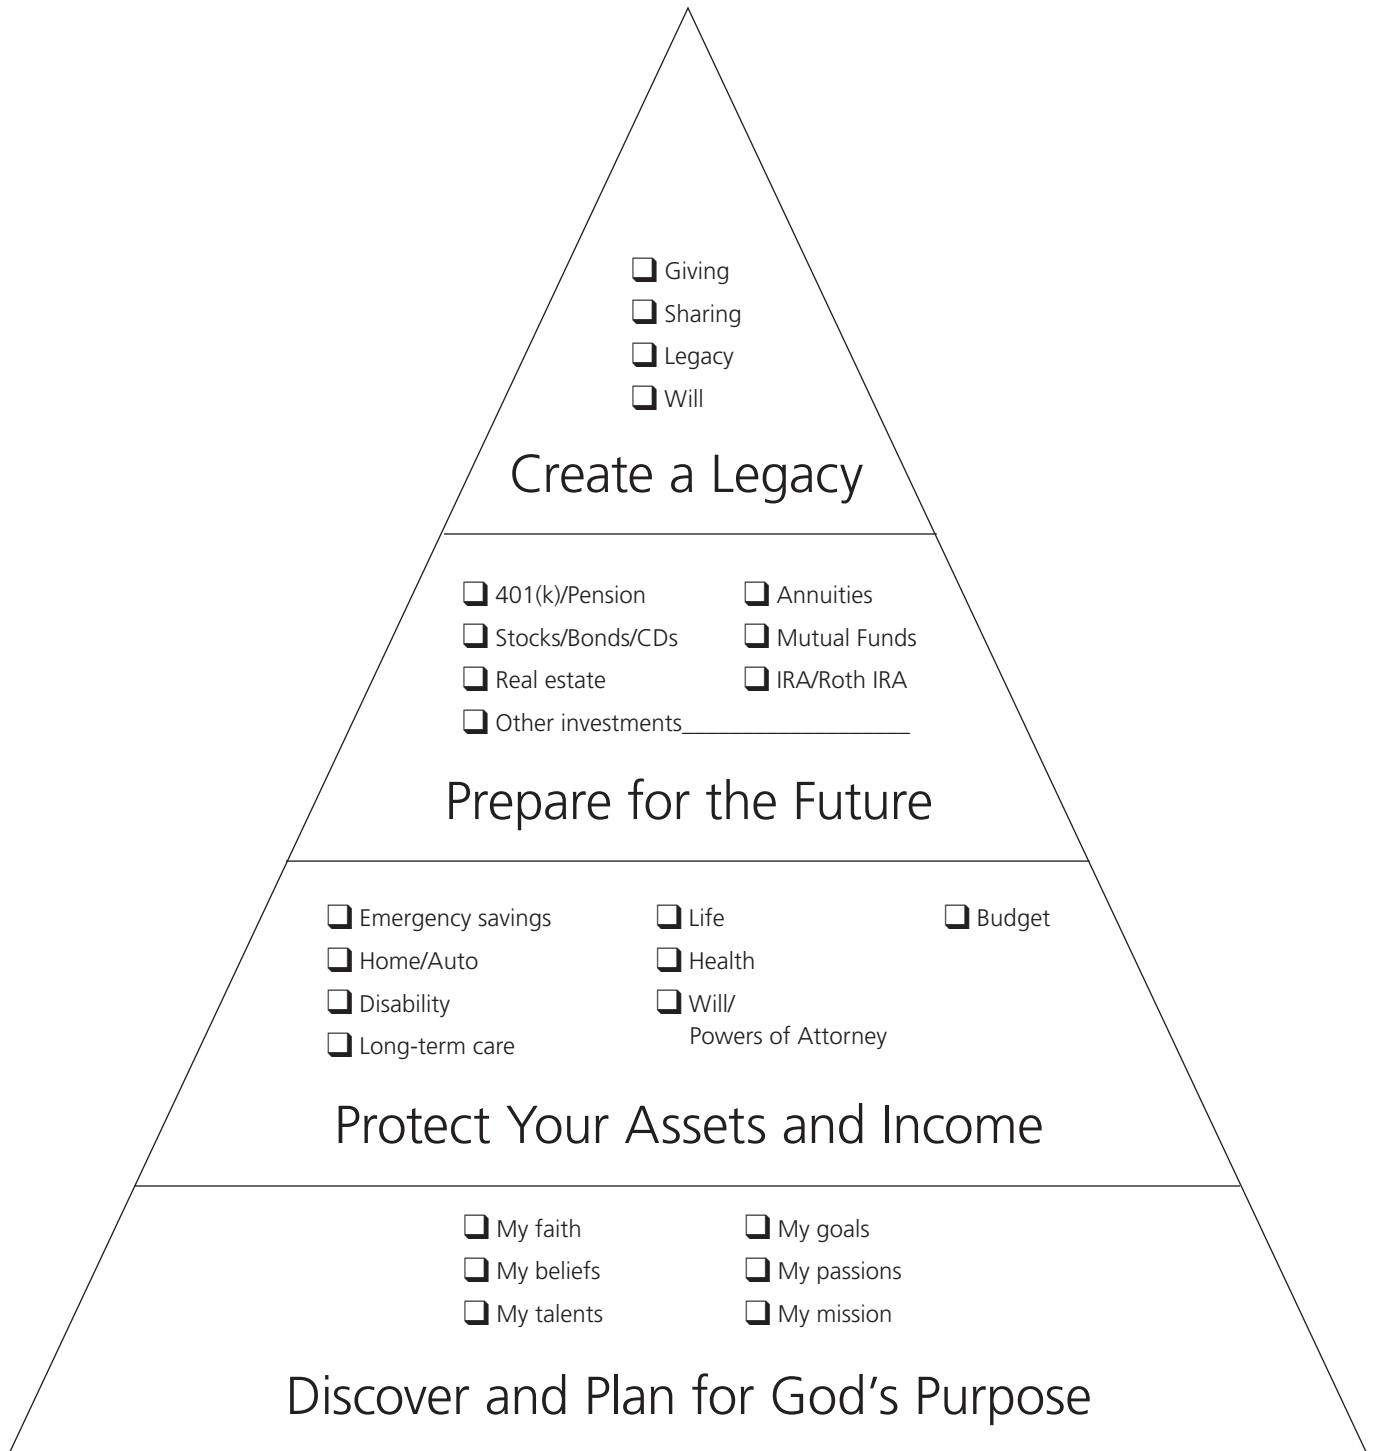 ❑ Giving
❑ Sharing
❑ Legacy
❑ Will
Create a Legacy
❑ 401(k)/Pension ❑ Annuities
❑ Stocks/Bonds/CDs ❑ Mutual Funds
❑ Real estate ❑ IRA/Roth IRA
❑ Other investments___________________
Prepare for the Future
❑ Emergency savings ❑ Life ❑ Budget
❑ Home/Auto ❑ Health
❑ Disability ❑ Will/
Powers of Attorney
❑ Long-term care
Protect Your Assets and Income
❑ My faith ❑ My goals
❑ My beliefs ❑ My passions
❑ My talents ❑ My mission
Discover and Plan for God’s Purpose